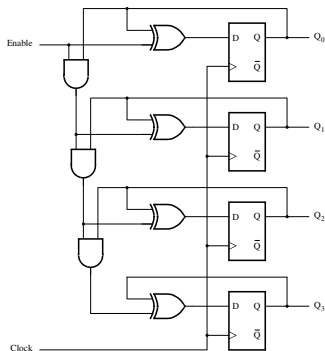 Enable
D Q Q0
Q̅
D Q Q1
Q̅
D Q Q2
Q̅
D Q Q3
Q̅
Clock